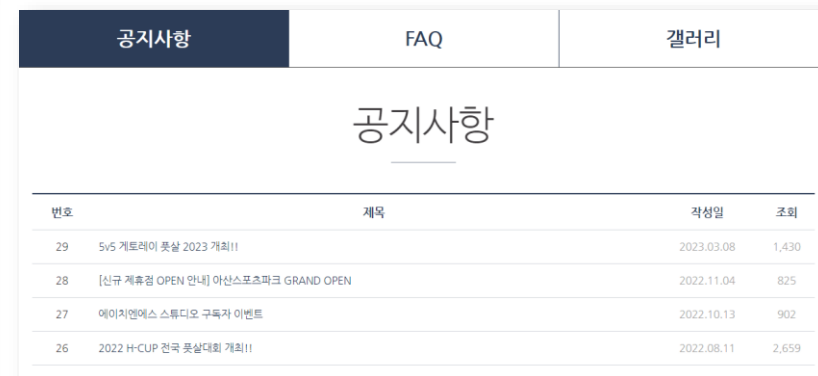 공지사항 FAQ 갤러리
공지사항
번호 제목 작성일 조회
29 5v5 게토레이 풋살 2023 개최!! 2023.03.08 1,430
28 [신규 제휴점 OPEN 안내] 아산스포츠파크 GRAND OPEN 2022.11.04 825
27 에이치엔에스 스튜디오 구독자 이벤트 2022.10.13 902
26 2022 H-CUP 전국 풋살대회 개최!! 2022.08.11 2,659